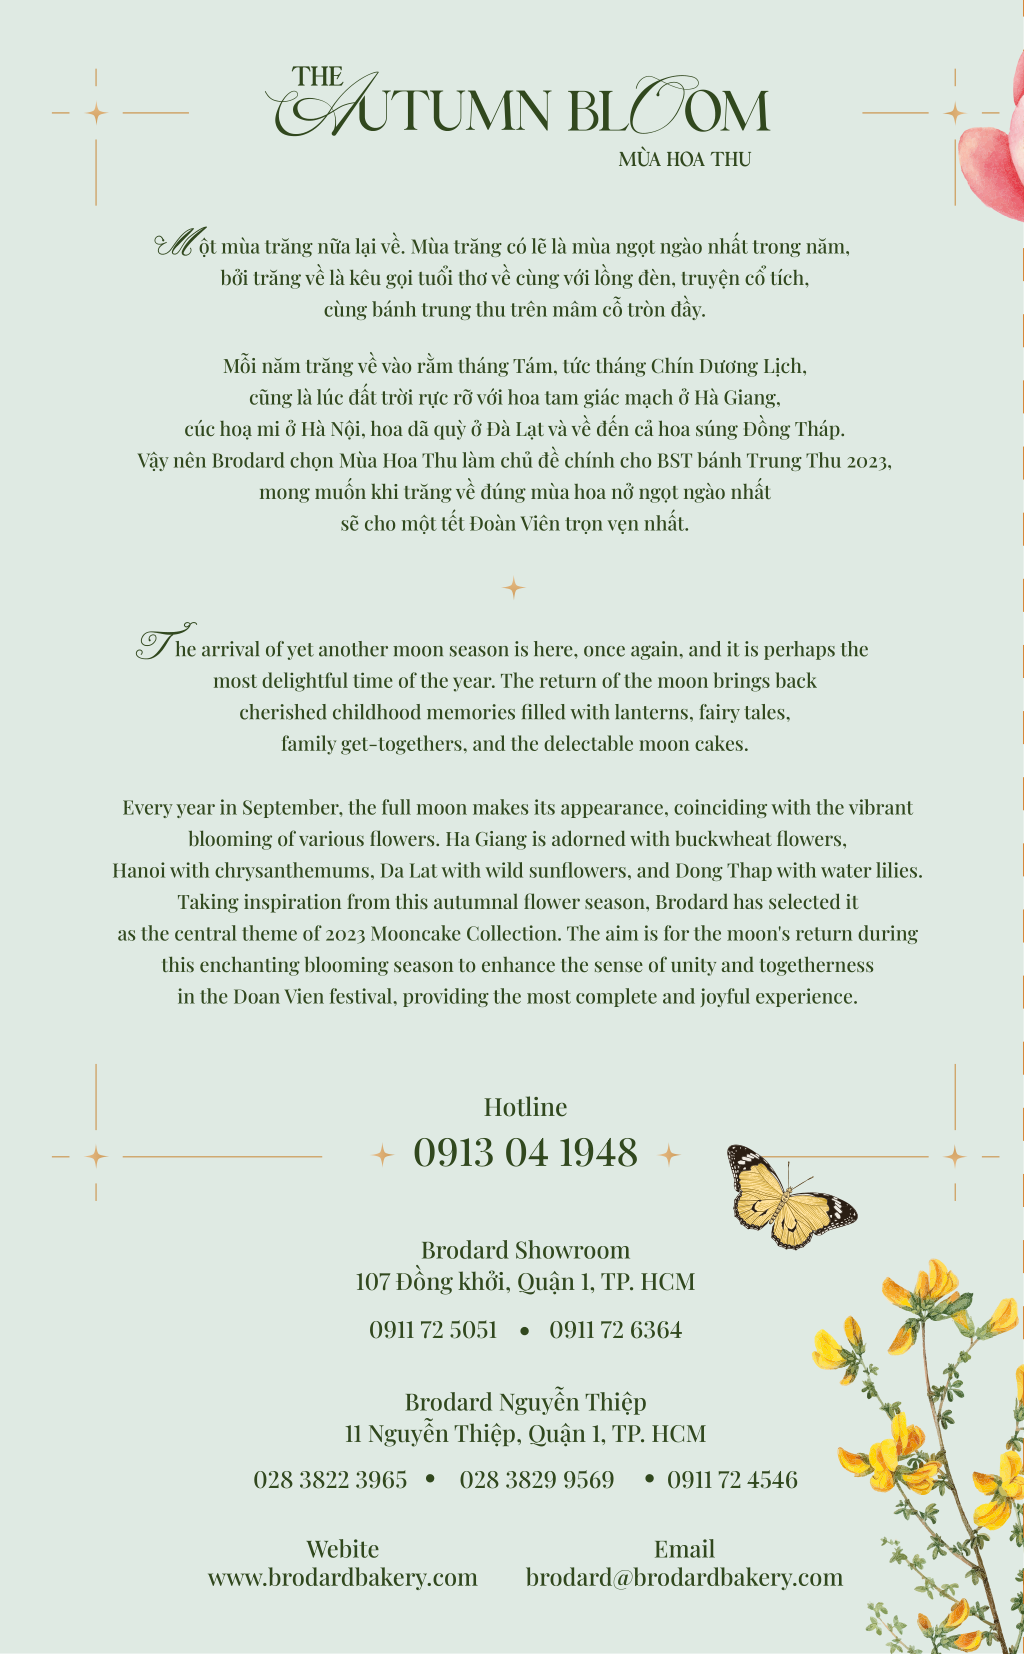 THE
AUTUMN BLOOM
MÙA HOA THU
Một mùa trăng nữa lại về. Mùa trăng có lẽ là mùa ngọt ngào nhất trong năm,
bởi trăng về là kêu gọi tuổi thơ về cùng với lồng đèn, truyện cổ tích,
cùng bánh trung thu trên mâm cỗ tròn đầy.
Mỗi năm trăng về vào rằm tháng Tám, tức tháng Chín Dương Lịch,
cũng là lúc đất trời rực rỡ với hoa tam giác mạch ở Hà Giang,
cúc hoạ mi ở Hà Nội, hoa dã quỳ ở Đà Lạt và về đến cả hoa súng Đồng Tháp.
Vậy nên Brodard chọn Mùa Hoa Thu làm chủ đề chính cho BST bánh Trung Thu 2023,
mong muốn khi trăng về đúng mùa hoa nở ngọt ngào nhất
sẽ cho một tết Đoàn Viên trọn vẹn nhất.
The arrival of yet another moon season is here, once again, and it is perhaps the
most delightful time of the year. The return of the moon brings back
cherished childhood memories filled with lanterns, fairy tales,
family get-togethers, and the delectable moon cakes.
Every year in September, the full moon makes its appearance, coinciding with the vibrant
blooming of various flowers. Ha Giang is adorned with buckwheat flowers,
Hanoi with chrysanthemums, Da Lat with wild sunflowers, and Dong Thap with water lilies.
Taking inspiration from this autumnal flower season, Brodard has selected it
as the central theme of 2023 Mooncake Collection. The aim is for the moon's return during
this enchanting blooming season to enhance the sense of unity and togetherness
in the Doan Vien festival, providing the most complete and joyful experience.
Hotline
0913 04 1948
Brodard Showroom
107 Đồng khởi, Quận 1, TP. HCM
0911 72 5051 • 0911 72 6364
Brodard Nguyễn Thiệp
11 Nguyễn Thiệp, Quận 1, TP. HCM
028 3822 3965 • 028 3829 9569 • 0911 72 4546
Webite Email
www.brodardbakery.com brodard@brodardbakery.com